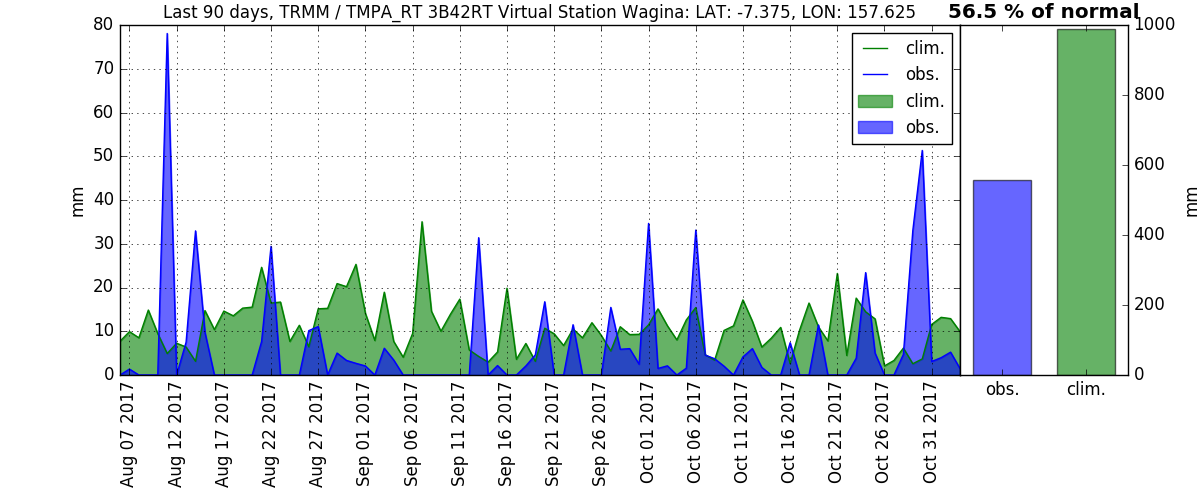 Last 90 days, TRMM / TMPA_RT 3B42RT Virtual Station Wagina: LAT: -7.375, LON: 157.625
56.5 % of normal
80
70
60
50
40
30
20
10
0
mm
clim.
obs.
clim.
obs.
1000
800
600
400
200
0
mm
obs.
clim.
Aug 07 2017
Aug 12 2017
Aug 17 2017
Aug 22 2017
Aug 27 2017
Sep 01 2017
Sep 06 2017
Sep 11 2017
Sep 16 2017
Sep 21 2017
Sep 26 2017
Oct 01 2017
Oct 06 2017
Oct 11 2017
Oct 16 2017
Oct 21 2017
Oct 26 2017
Oct 31 2017